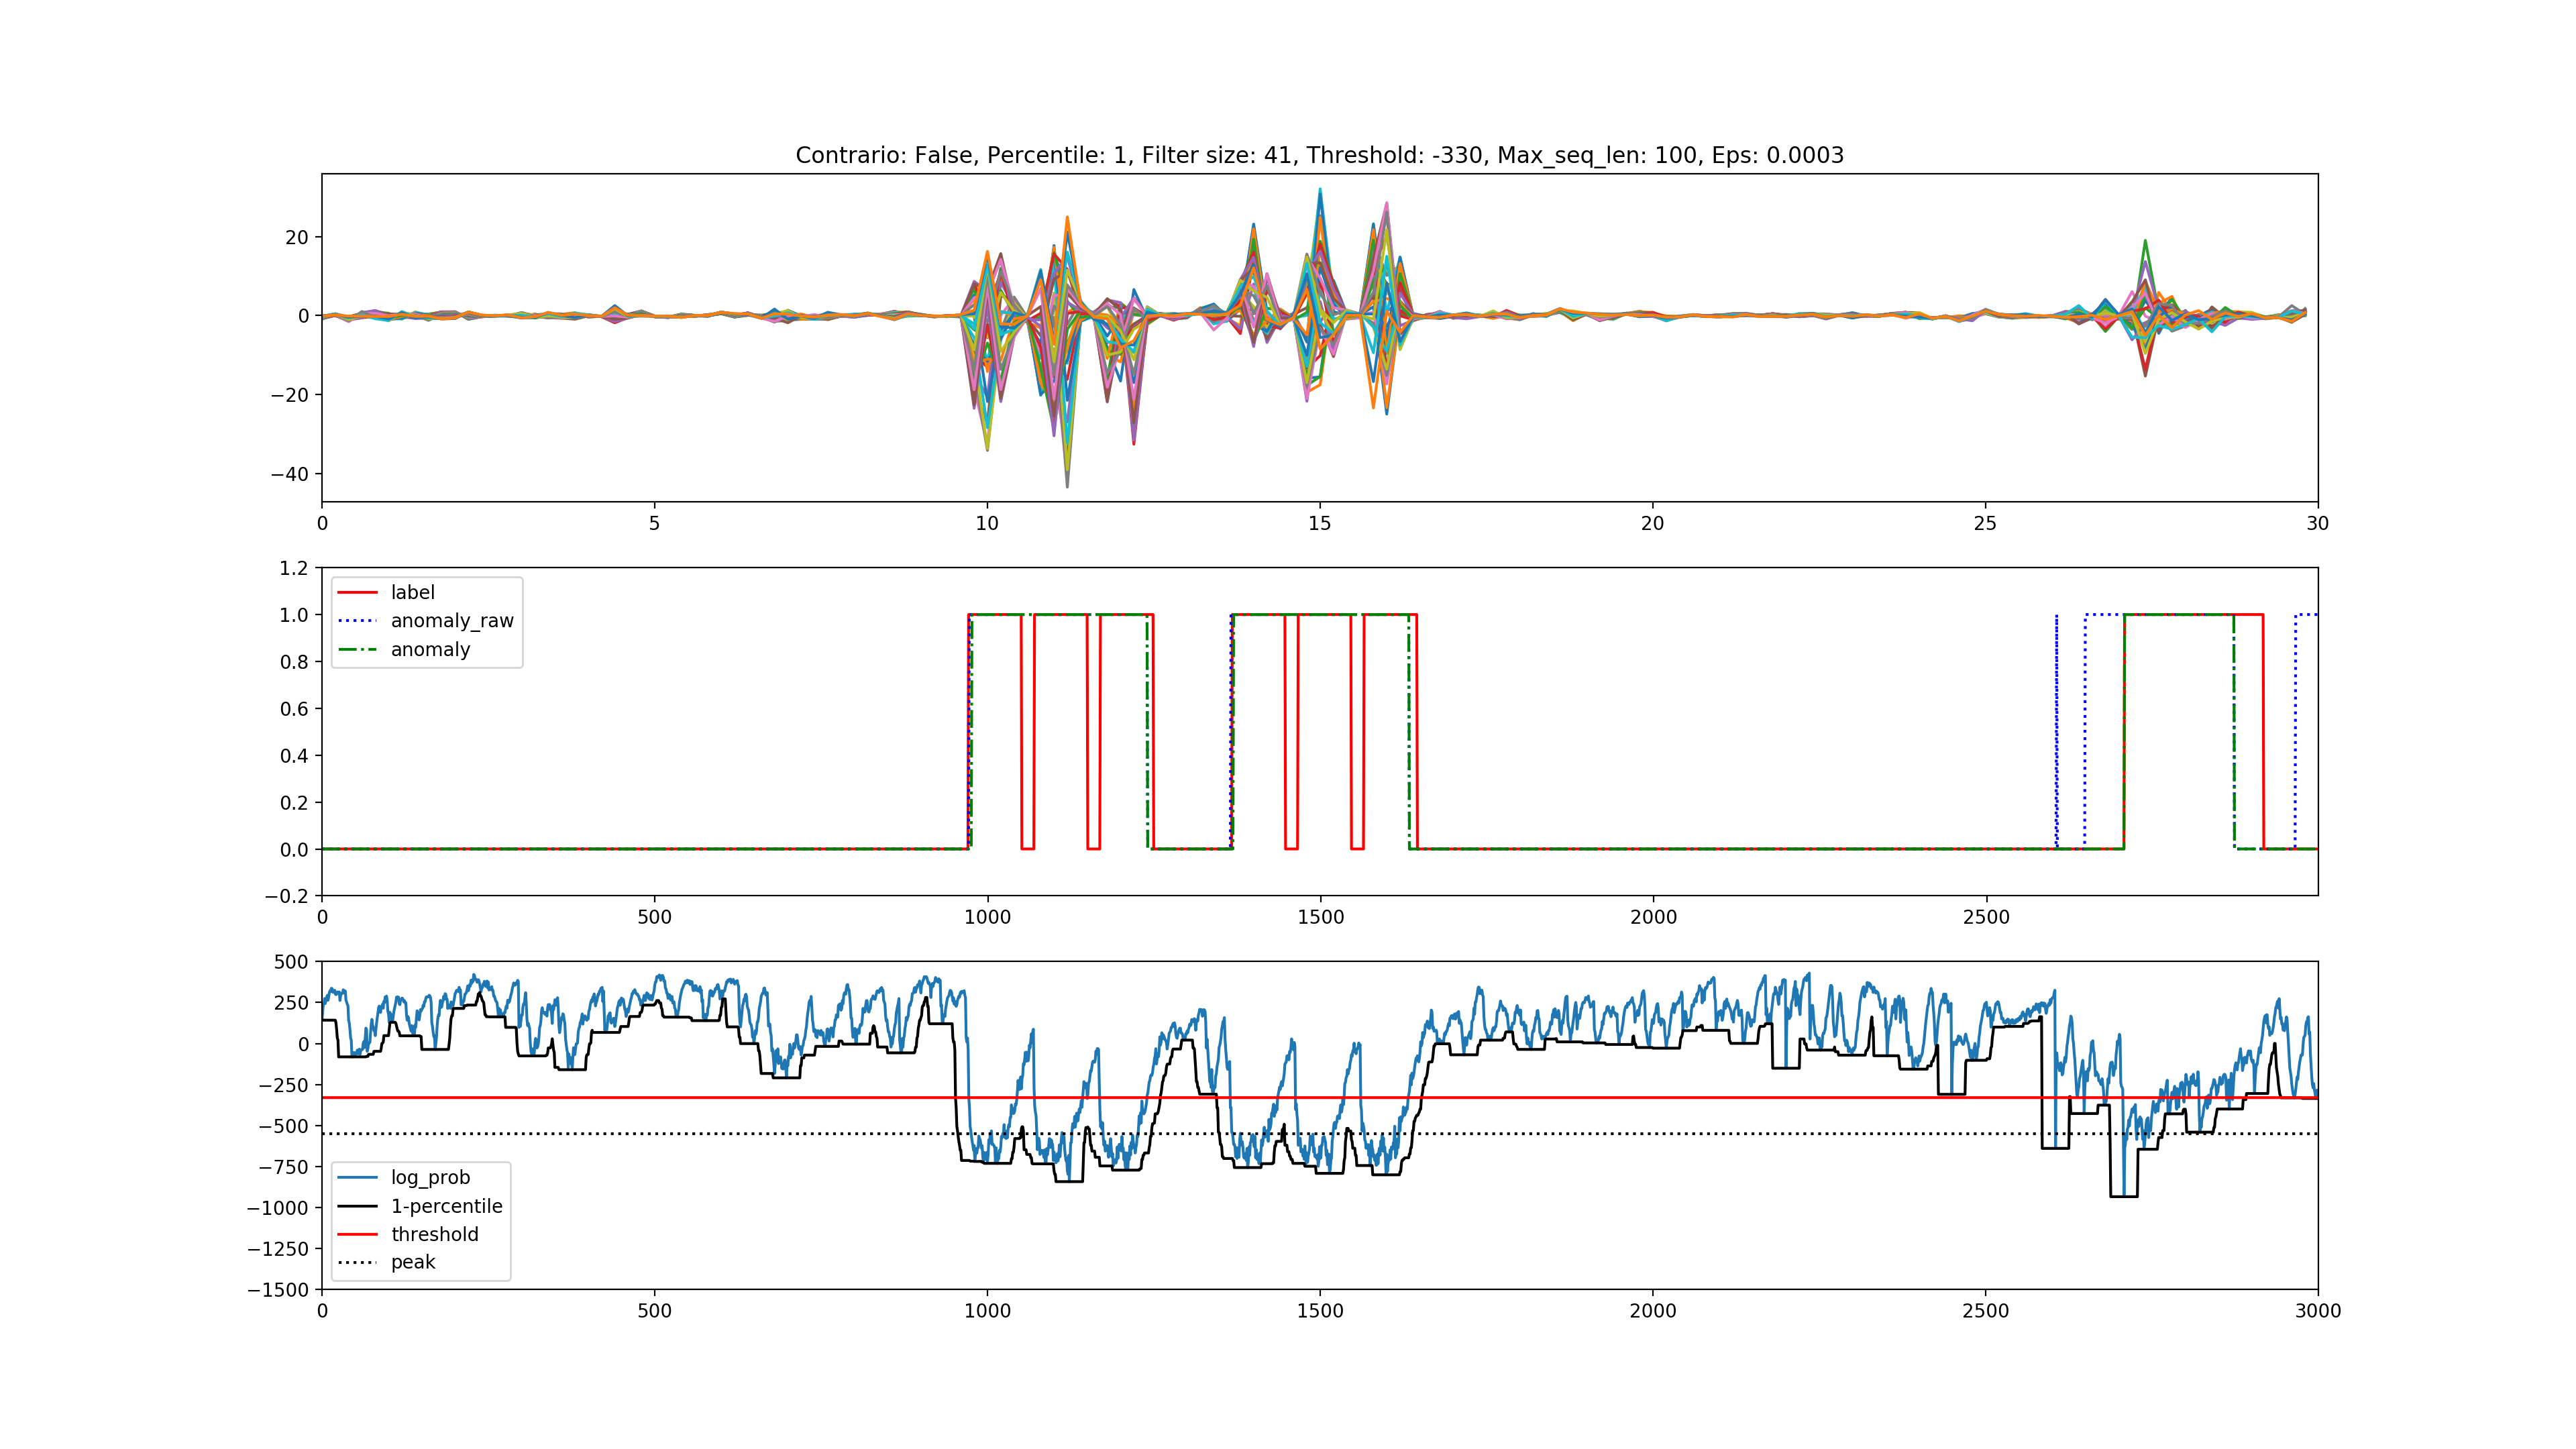 Contrario: False, Percentile: 1, Filter size: 41, Threshold: -330, Max_seq_len: 100, Eps: 0.0003
20
0
−20
−40
0 5 10 15 20 25 30
1.2
1.0
0.8
0.6
0.4
0.2
0.0
−0.2
label
anomaly_raw
anomaly
0 500 1000 1500 2000 2500
500
250
0
−250
−500
−750
−1000
−1250
−1500
log_prob
1-percentile
threshold
peak
0 500 1000 1500 2000 2500 3000